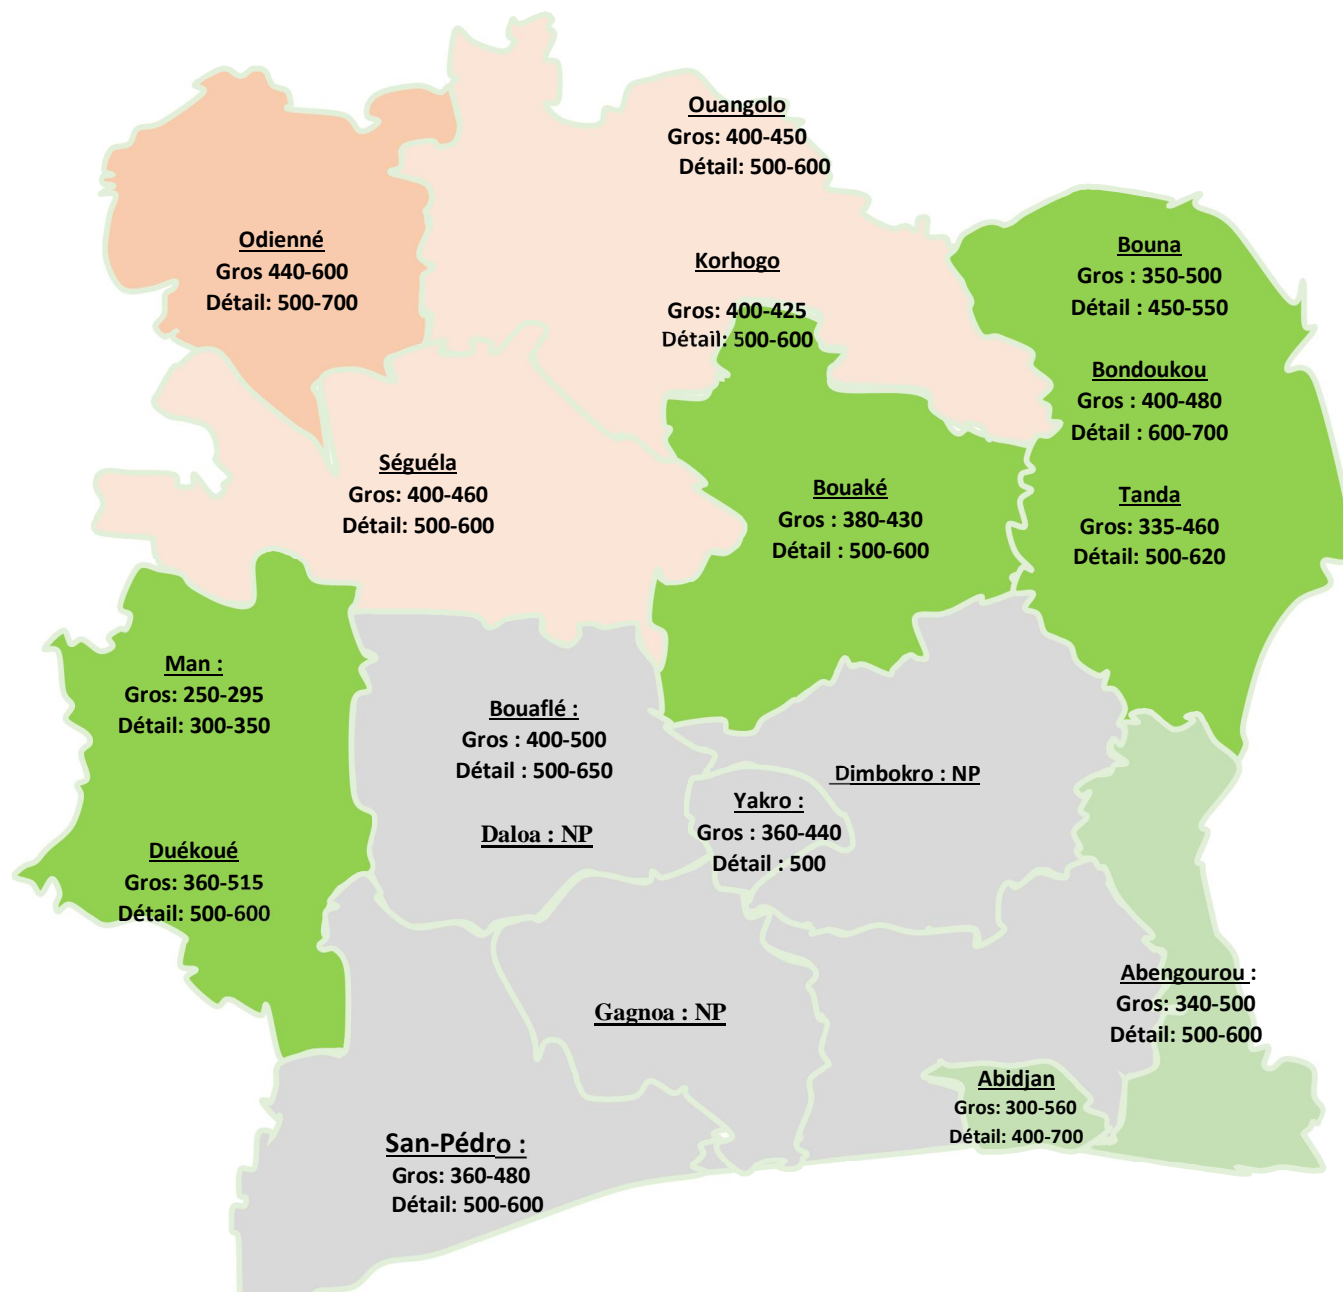 Ouangolo
Gros: 400-450
Détail: 500-600
Odienné
Gros 440-600
Détail: 500-700
Korhogo
Gros: 400-425
Détail: 500-600
Bouna
Gros : 350-500
Détail : 450-550
Bondoukou
Gros : 400-480
Détail : 600-700
Séguéla
Gros: 400-460
Détail: 500-600
Bouaké
Gros : 380-430
Détail : 500-600
Tanda
Gros: 335-460
Détail: 500-620
Man :
Gros: 250-295
Détail: 300-350
Bouaflé :
Gros : 400-500
Détail : 500-650
Daloa : NP
Dimbokro : NP
Yakro :
Gros : 360-440
Détail : 500
Duékoué
Gros: 360-515
Détail: 500-600
Gagnoa : NP
Abengourou :
Gros: 340-500
Détail: 500-600
Abidjan
Gros: 300-560
Détail: 400-700
San-Pédro :
Gros: 360-480
Détail: 500-600